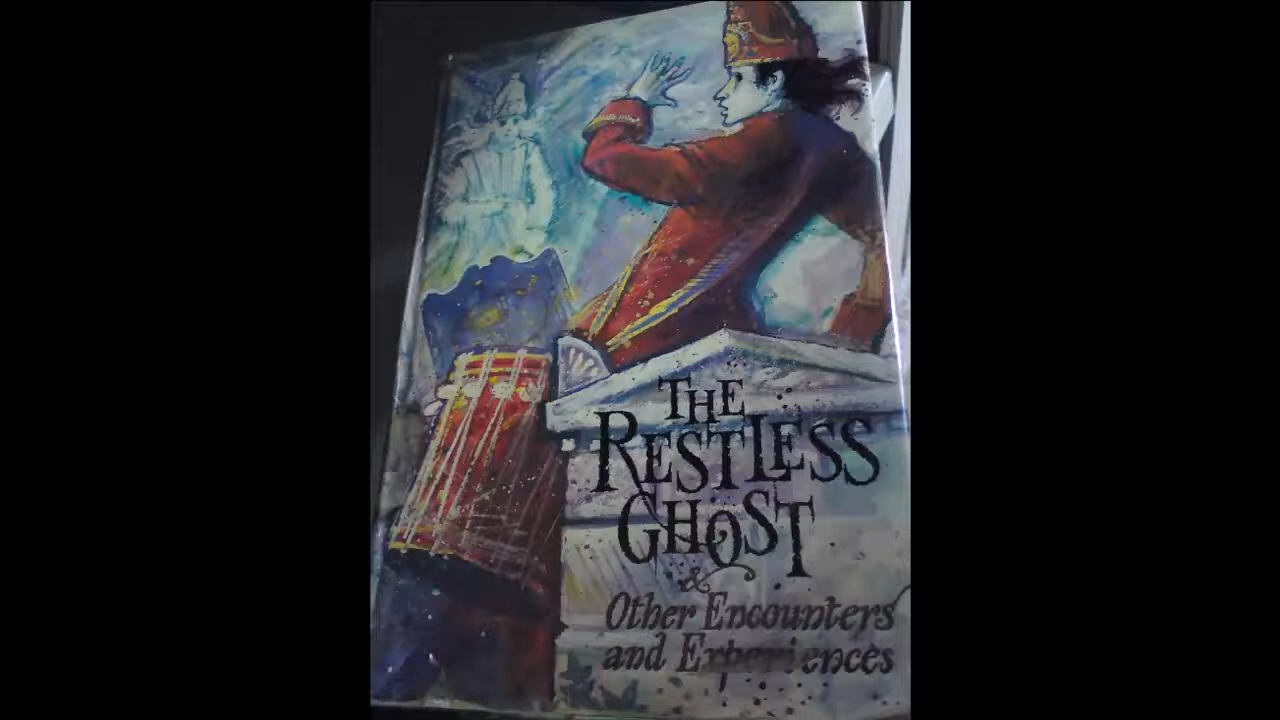 THE
RESTLESS
GHOST
&
Other Encounters
and Experiences